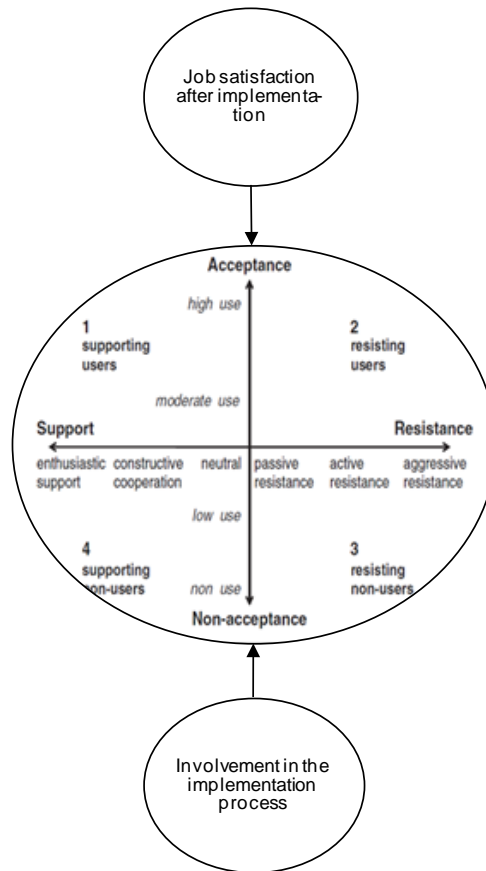 Job satisfaction
after implementa-
tion
Acceptance
high use
1
supporting
users
2
resisting
users
moderate use
Support
Resistance
enthusiastic
support
constructive
cooperation
neutral
passive
resistance
active
resistance
aggressive
resistance
low use
4
supporting
non-users
3
resisting
non-users
non use
Non-acceptance
Involvement in the
implementation
process